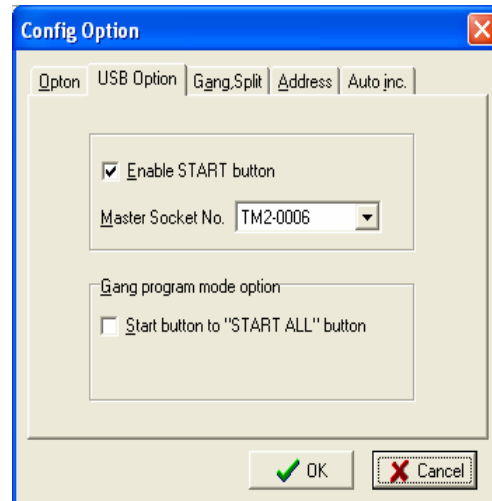 Config Option
Opton USB Option Gang,Split Address Auto inc.
Enable START button
Master Socket No. TM2-0006
Gang program mode option
Start button to "START ALL" button
OK Cancel